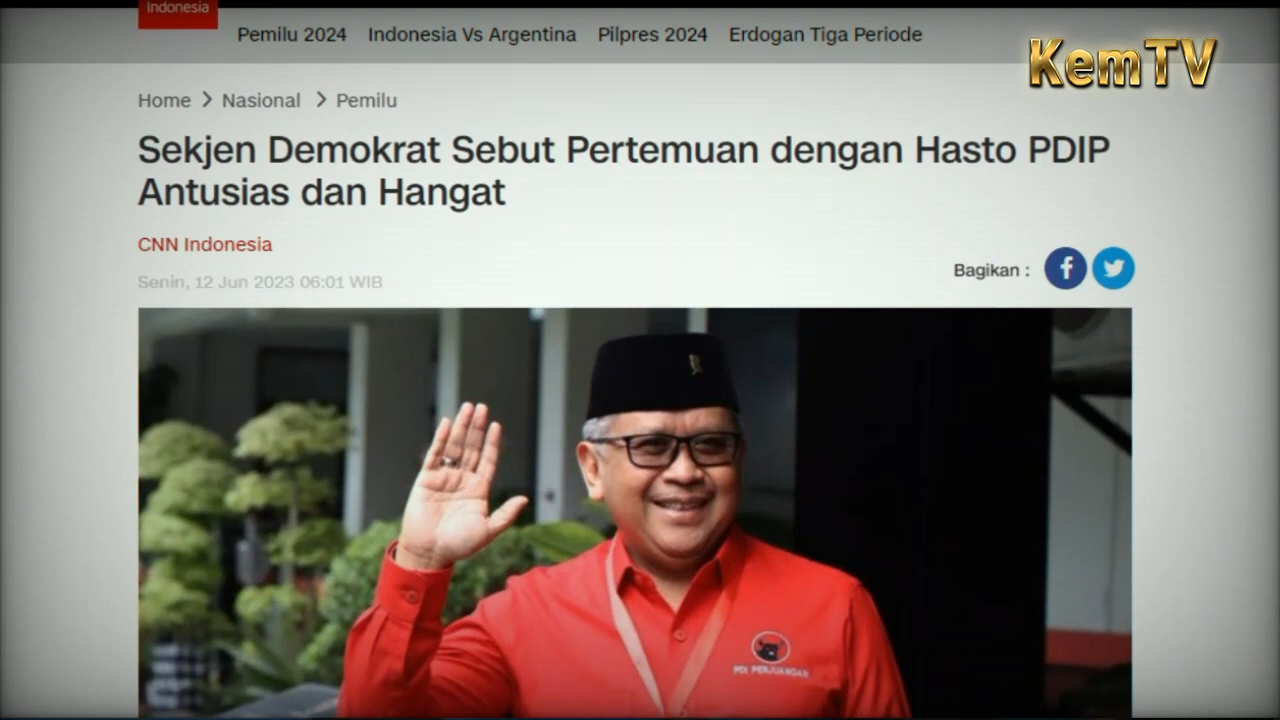 Indonesia
Pemilu 2024 Indonesia Vs Argentina Pilpres 2024 Erdogan Tiga Periode
KemTV
Home > Nasional > Pemilu
Sekjen Demokrat Sebut Pertemuan dengan Hasto PDIP
Antusias dan Hangat
CNN Indonesia
Senin, 12 Jun 2023 06:01 WIB
Bagikan :
PDI PERJUANGAN